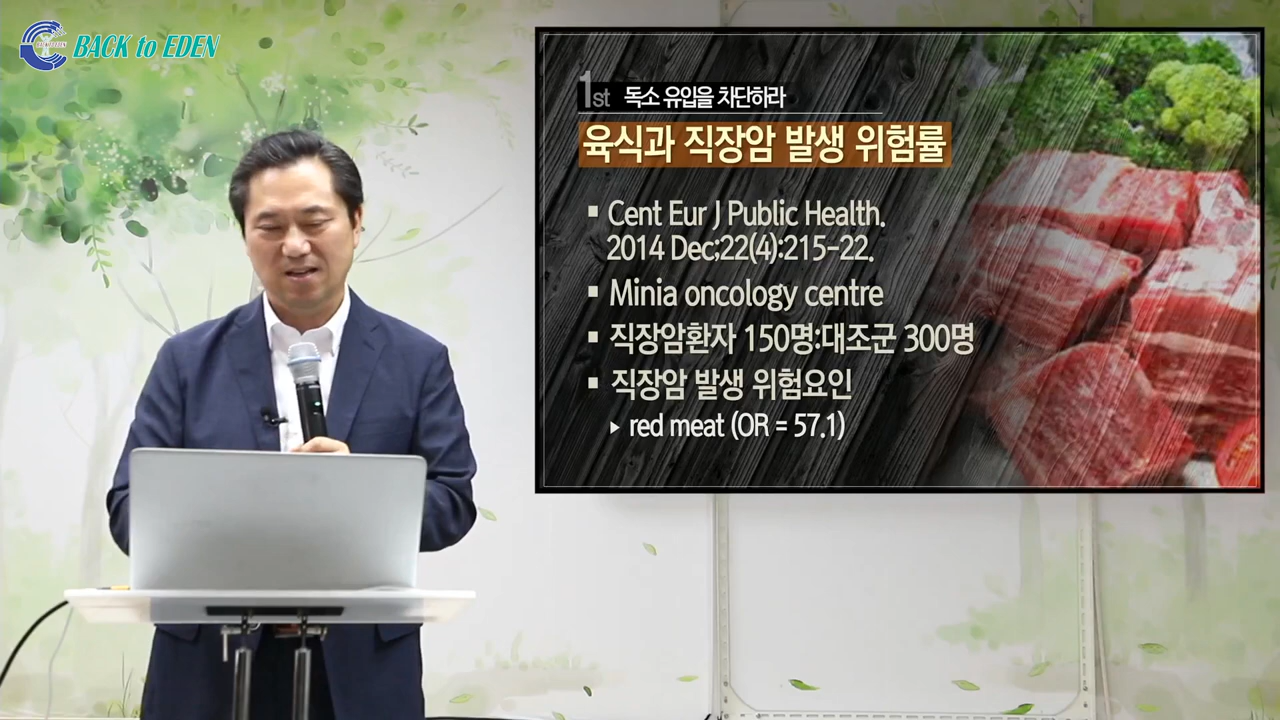 BACK to EDEN
1st 독소 유입을 차단하라
육식과 직장암 발생 위험률
▪ Cent Eur J Public Health.
2014 Dec;22(4):215-22.
▪ Minia oncology centre
▪ 직장암환자 150명:대조군 300명
▪ 직장암 발생 위험요인
▸ red meat (OR = 57.1)